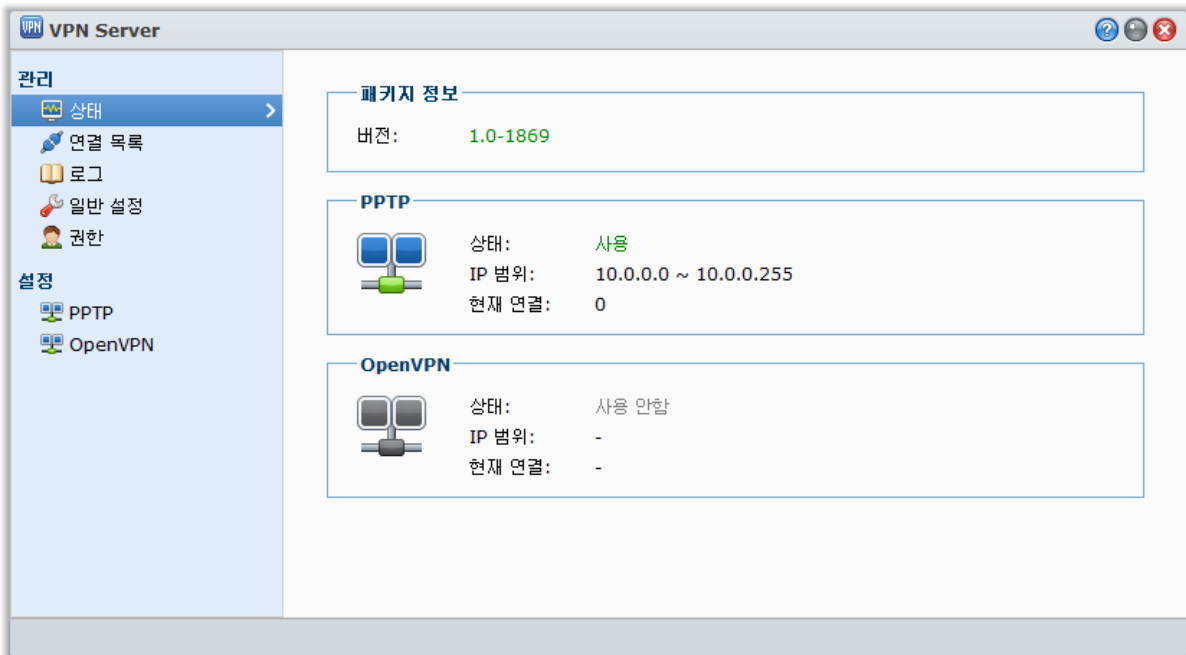 VPN Server
관리
상태
연결 목록
로그
일반 설정
권한
설정
PPTP
OpenVPN
패키지 정보
버전: 1.0-1869
PPTP
상태: 사용
IP 범위: 10.0.0.0 ~ 10.0.0.255
현재 연결: 0
OpenVPN
상태: 사용 안함
IP 범위: -
현재 연결: -